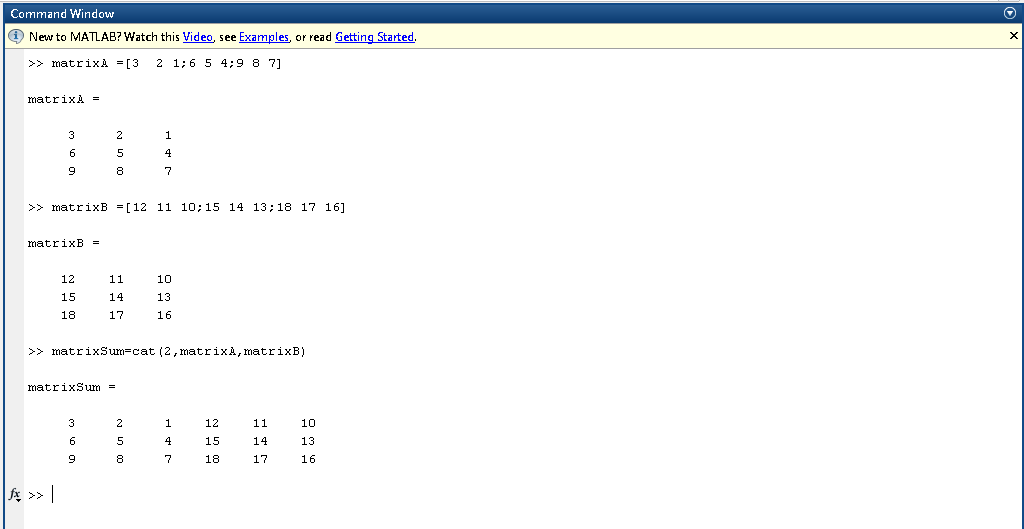 Command Window
New to MATLAB? Watch this Video, see Examples, or read Getting Started.
>> matrixA =[3  2 1;6 5 4;9 8 7]
matrixA =
3 2 1
6 5 4
9 8 7
>> matrixB =[12 11 10;15 14 13;18 17 16]
matrixB =
12 11 10
15 14 13
18 17 16
>> matrixSum=cat(2,matrixA,matrixB)
matrixSum =
3 2 1 12 11 10
6 5 4 15 14 13
9 8 7 18 17 16
fx >>